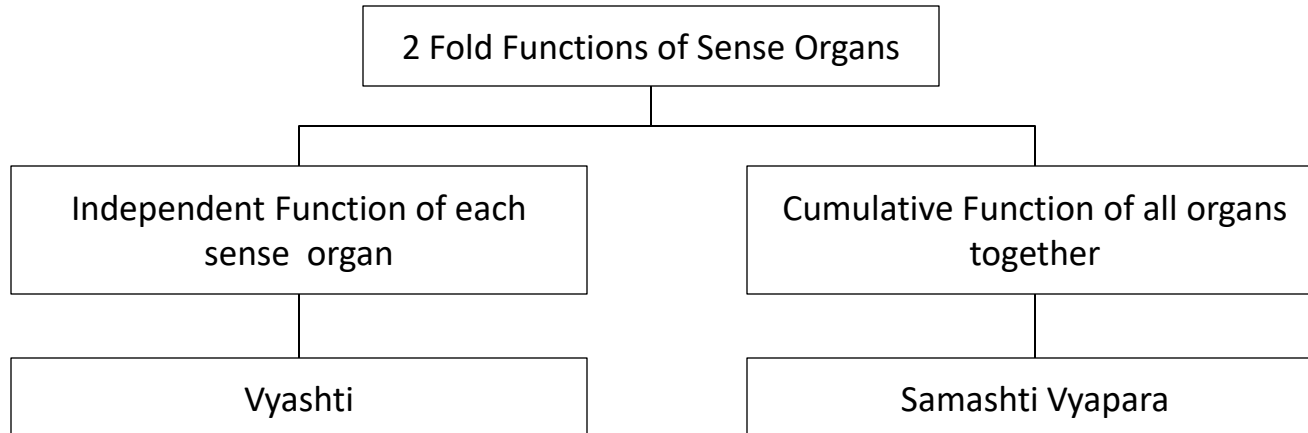 2 Fold Functions of Sense Organs
Independent Function of each
sense organ
Cumulative Function of all organs
together
Vyashti
Samashti Vyapara